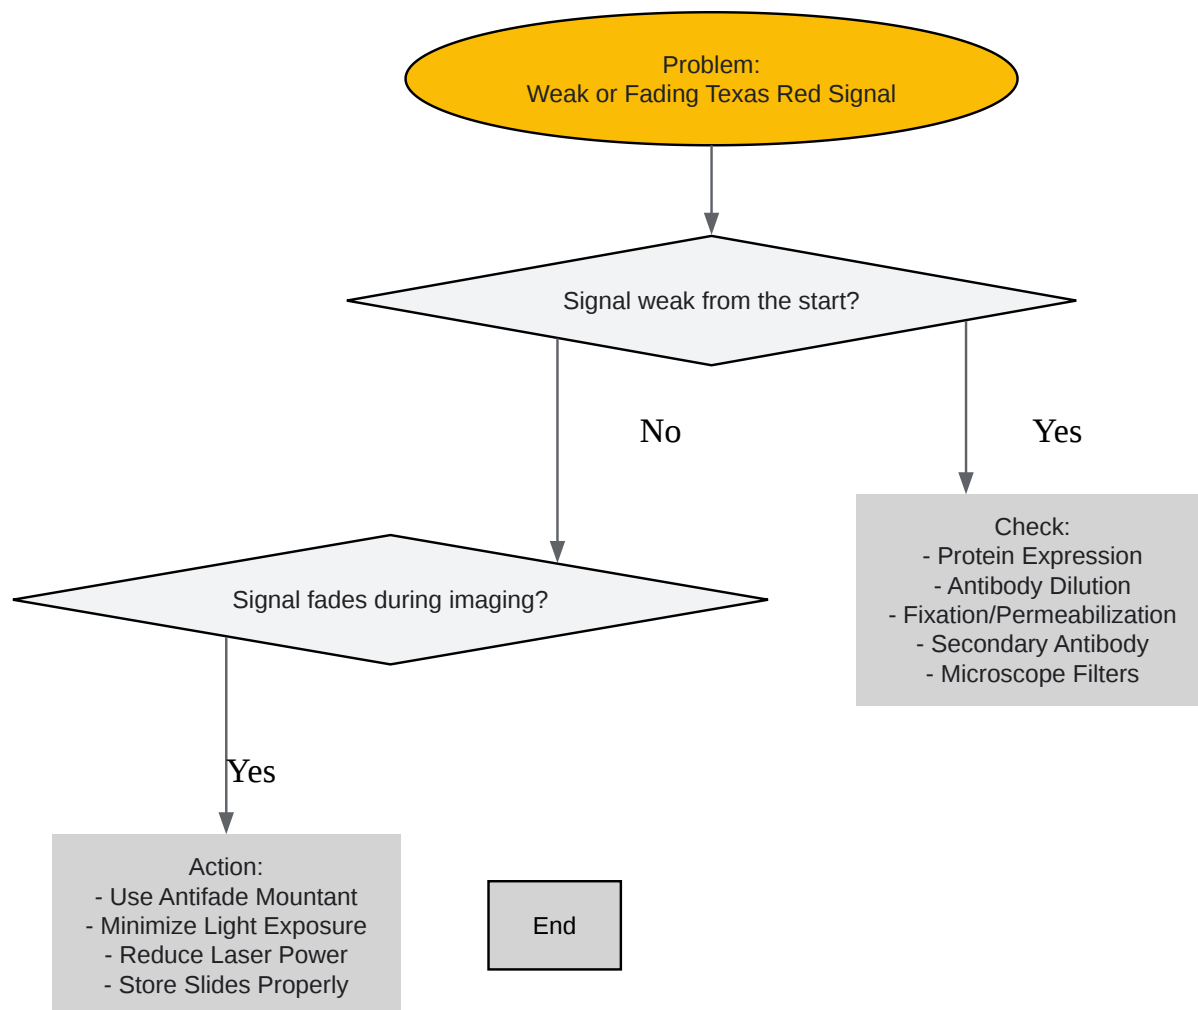 Problem:
Weak or Fading Texas Red Signal
Signal weak from the start?
No
Yes
Check:
- Protein Expression
- Antibody Dilution
- Fixation/Permeabilization
- Secondary Antibody
- Microscope Filters
Signal fades during imaging?
Yes
Action:
- Use Antifade Mountant
- Minimize Light Exposure
- Reduce Laser Power
- Store Slides Properly
End